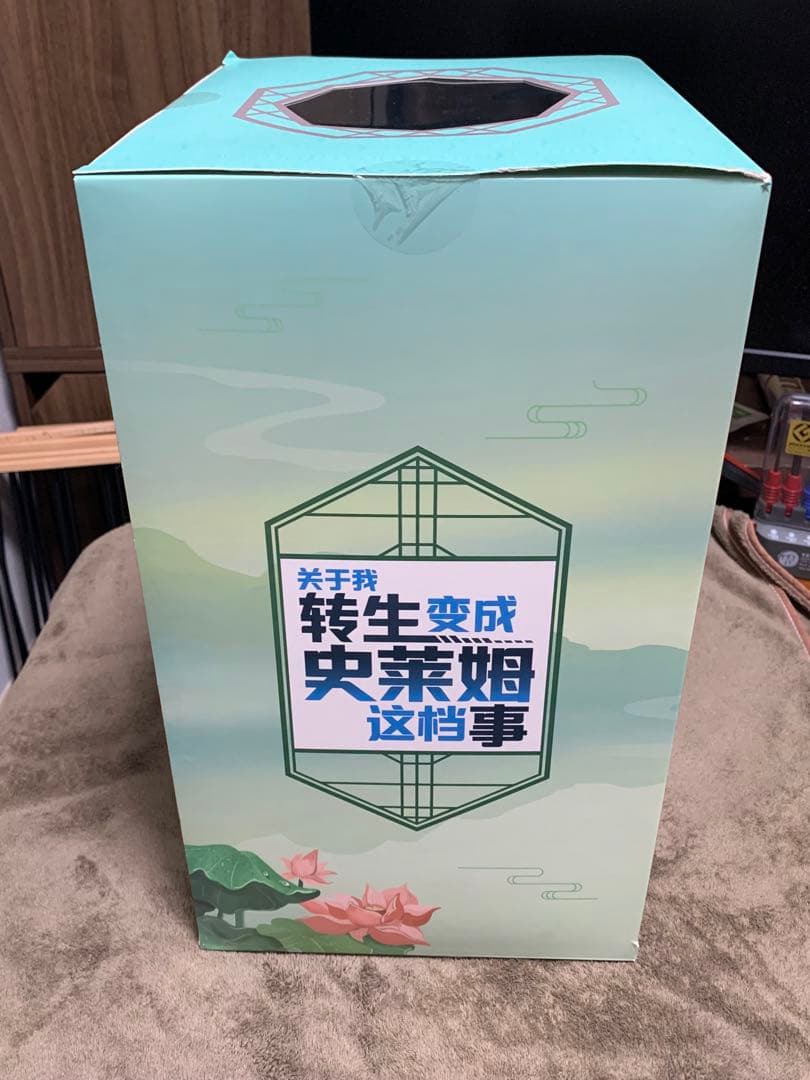 关于我
转生变成
史莱姆
这档事